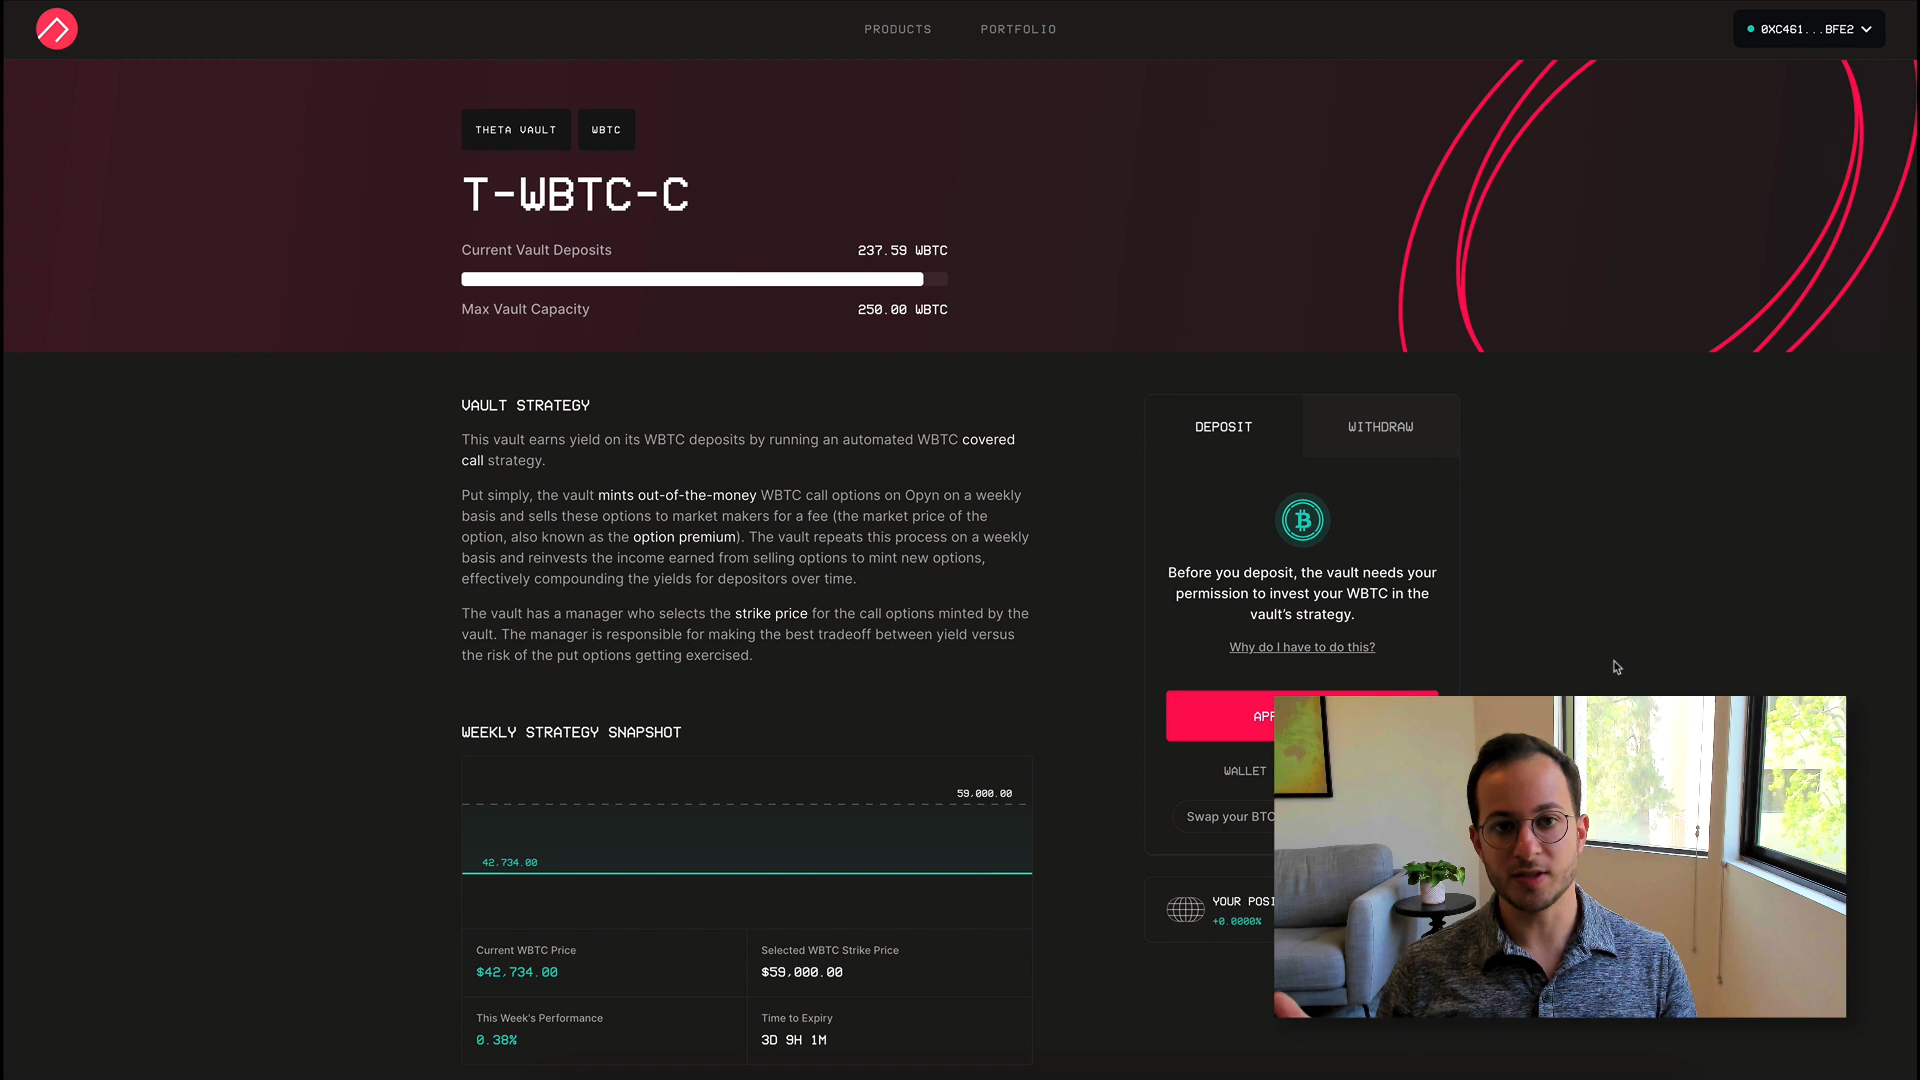 PRODUCTS
PORTFOLIO
0XC461...BFE2
THETA VAULT
WBTC
T-WBTC-C
Current Vault Deposits
237.59 WBTC
Max Vault Capacity
250.00 WBTC
VAULT STRATEGY
This vault earns yield on its WBTC deposits by running an automated WBTC covered
call strategy.
Put simply, the vault mints out-of-the-money WBTC call options on Opyn on a weekly
basis and sells these options to market makers for a fee (the market price of the
option, also known as the option premium). The vault repeats this process on a weekly
basis and reinvests the income earned from selling options to mint new options,
effectively compounding the yields for depositors over time.
The vault has a manager who selects the strike price for the call options minted by the
vault. The manager is responsible for making the best tradeoff between yield versus
the risk of the put options getting exercised.
WEEKLY STRATEGY SNAPSHOT
59,000.00
42,734.00
Current WBTC Price
$42,734.00
Selected WBTC Strike Price
$59,000.00
This Week's Performance
0.38%
Time to Expiry
3D 9H 1M
DEPOSIT
WITHDRAW
Before you deposit, the vault needs your
permission to invest your WBTC in the
vault's strategy.
Why do I have to do this?
APP
WALLET
Swap your BTC
YOUR POSI
+0.0000%